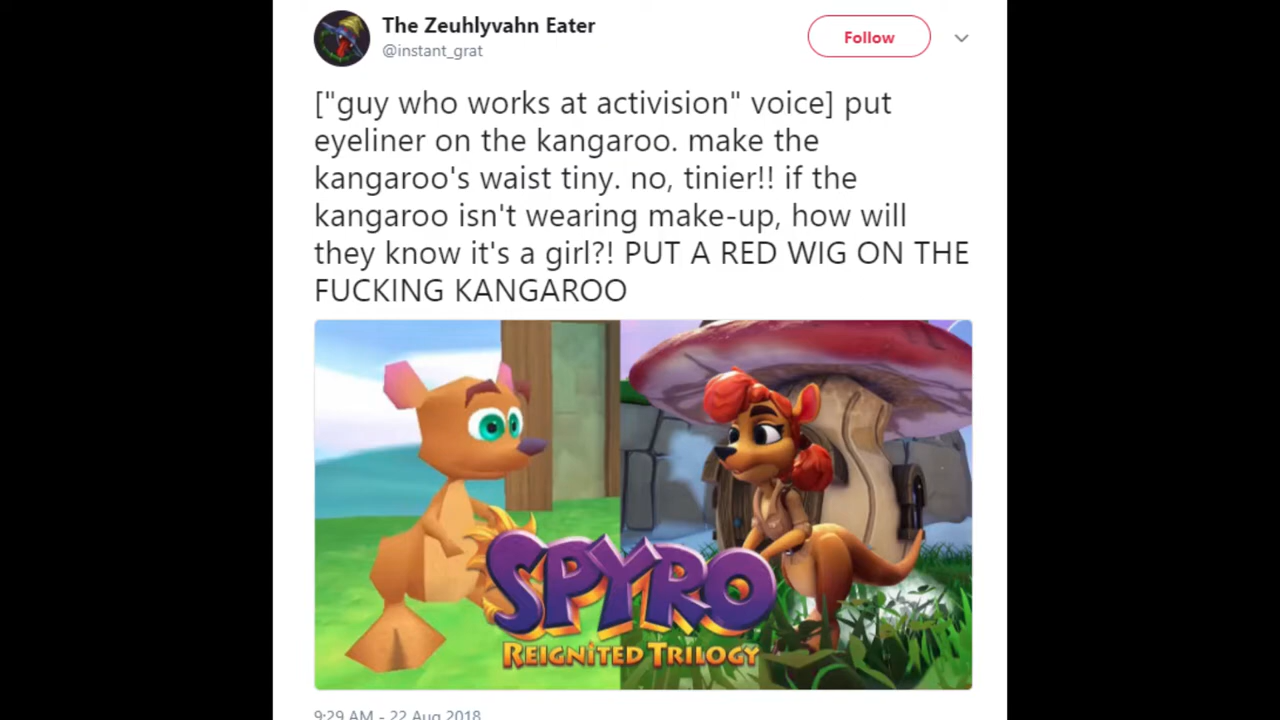 The Zeuhlyvahn Eater
@instant_grat
Follow
["guy who works at activision" voice] put
eyeliner on the kangaroo. make the
kangaroo's waist tiny. no, tinier!! if the
kangaroo isn't wearing make-up, how will
they know it's a girl?! PUT A RED WIG ON THE
FUCKING KANGAROO
SPYRO
REIGNITED TRILOGY
9:29 AM - 22 Aug 2018